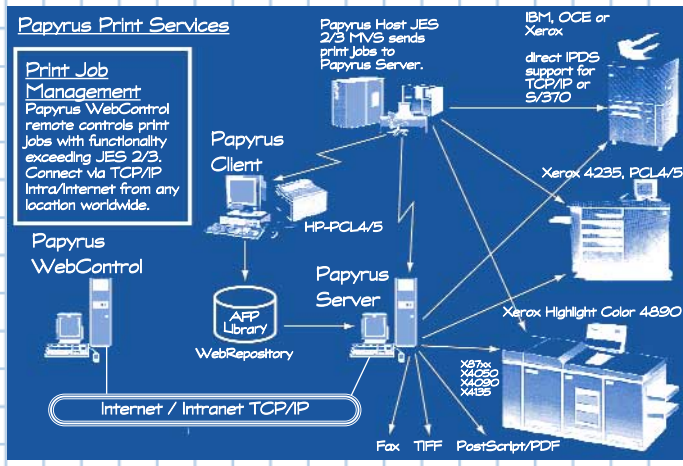 Papyrus Print Services
Print Job
Management
Papyrus WebControl
remote controls print
jobs with functionality
exceeding JES 2/3.
Connect via TCP/IP
Intra/Internet from any
location worldwide.
Papyrus Host JES
2/3 MVS sends
print jobs to
Papyrus Server.
IBM, OCE or
Xerox
direct IPDS
support for
TCP/IP or
S/370
Papyrus
Client
HP-PCL4/5
Xerox 4235, PCL4/5
Papyrus
WebControl
Papyrus
Server
AFP
Library
WebRepository
Xerox Highlight Color 4890
X87xx
X4050
X4090
X4135
Internet / Intranet TCP/IP
Fax
TIFF
PostScript/PDF